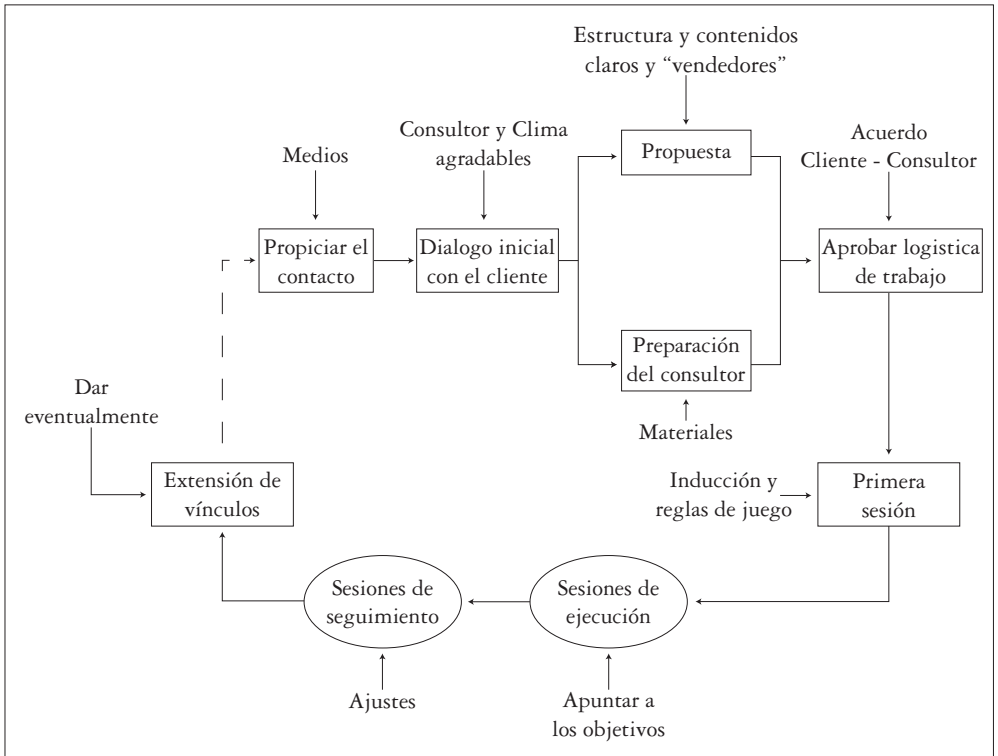 Estructura y contenidos
claros y “vendedores”
Consultor y Clima
agradables
Acuerdo
Cliente - Consultor
Medios
Propuesta
Propiciar el
contacto
Dialogo inicial
con el cliente
Aprobar logistica
de trabajo
Preparación
del consultor
Materiales
Dar
eventualmente
Extensión de
vínculos
Inducción y
reglas de juego
Primera
sesión
Sesiones de
seguimiento
Sesiones de
ejecución
Ajustes
Apuntar a
los objetivos